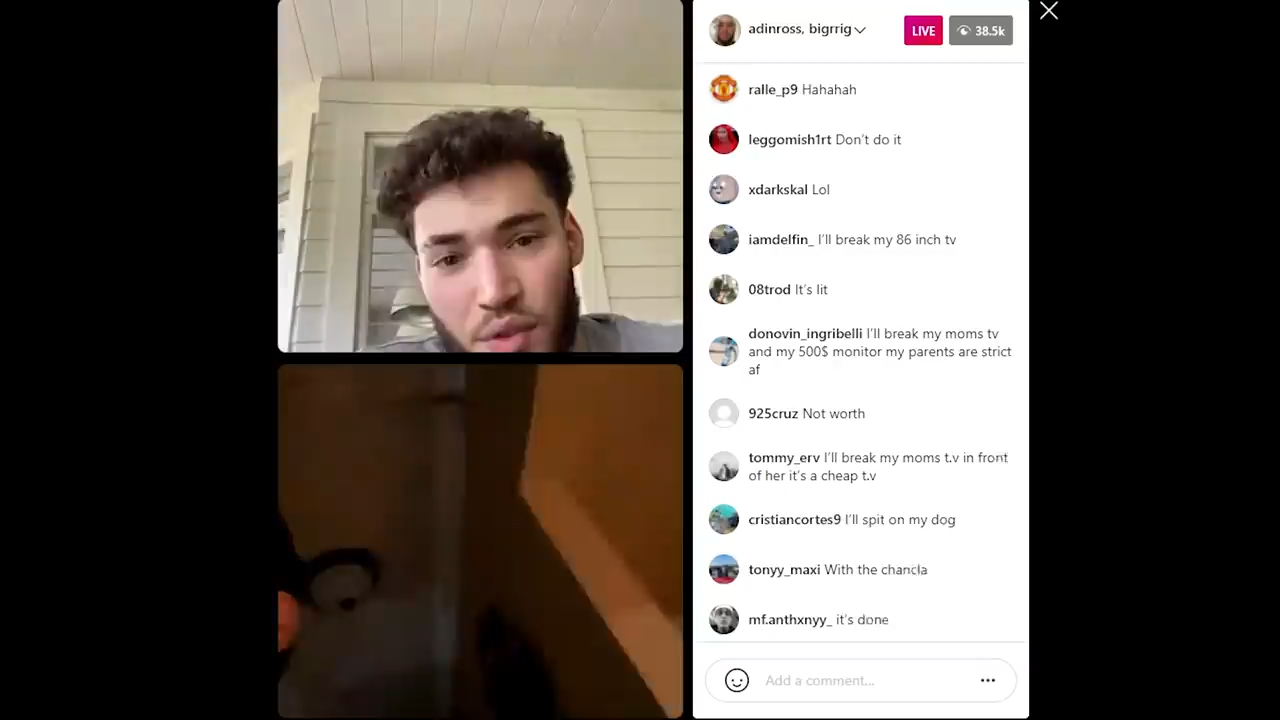 adinross, bigrrig
LIVE
38.5k
ralle_p9 Hahahah
leggomish1rt Don't do it
xdarkskal Lol
iamdelfin_ I'll break my 86 inch tv
08trod It's lit
donovin_ingribelli I'll break my moms tv
and my 500$ monitor my parents are strict
af
925cruz Not worth
tommy_erv I'll break my moms t.v in front
of her it's a cheap t.v
cristiancortes9 I'll spit on my dog
tonyy_maxi With the chancla
mf.anthxnyy_ it's done
Add a comment...